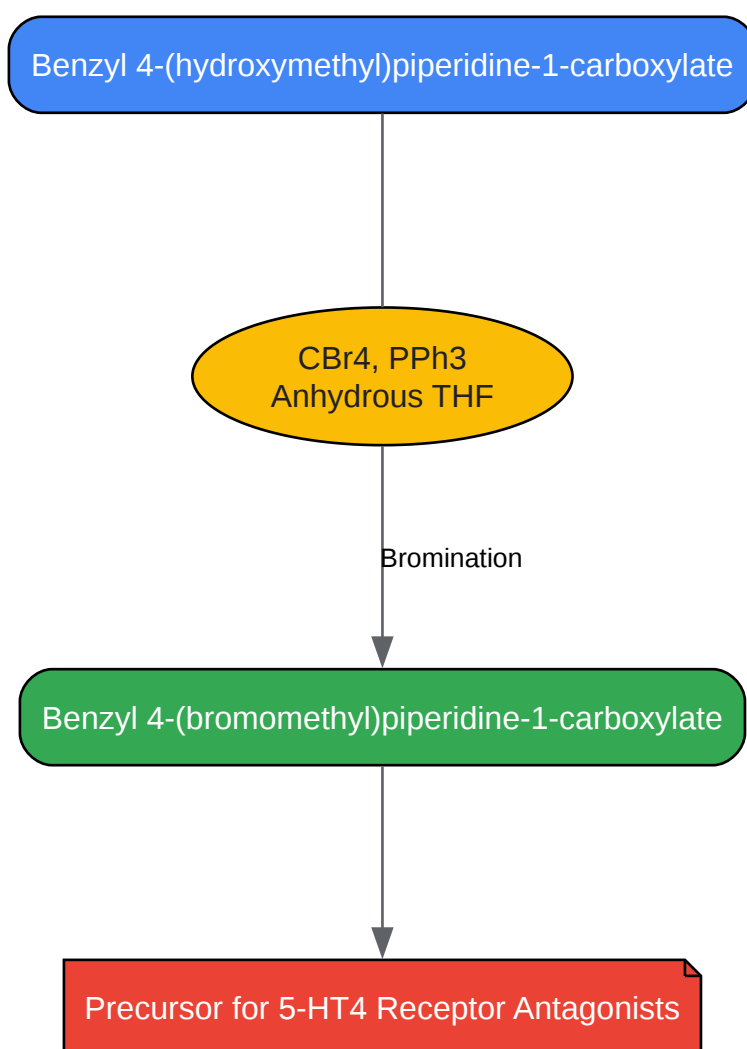 Benzyl 4-(hydroxymethyl)piperidine-1-carboxylate
CBr4, PPh3
Anhydrous THF
Bromination
Benzyl 4-(bromomethyl)piperidine-1-carboxylate
Precursor for 5-HT4 Receptor Antagonists